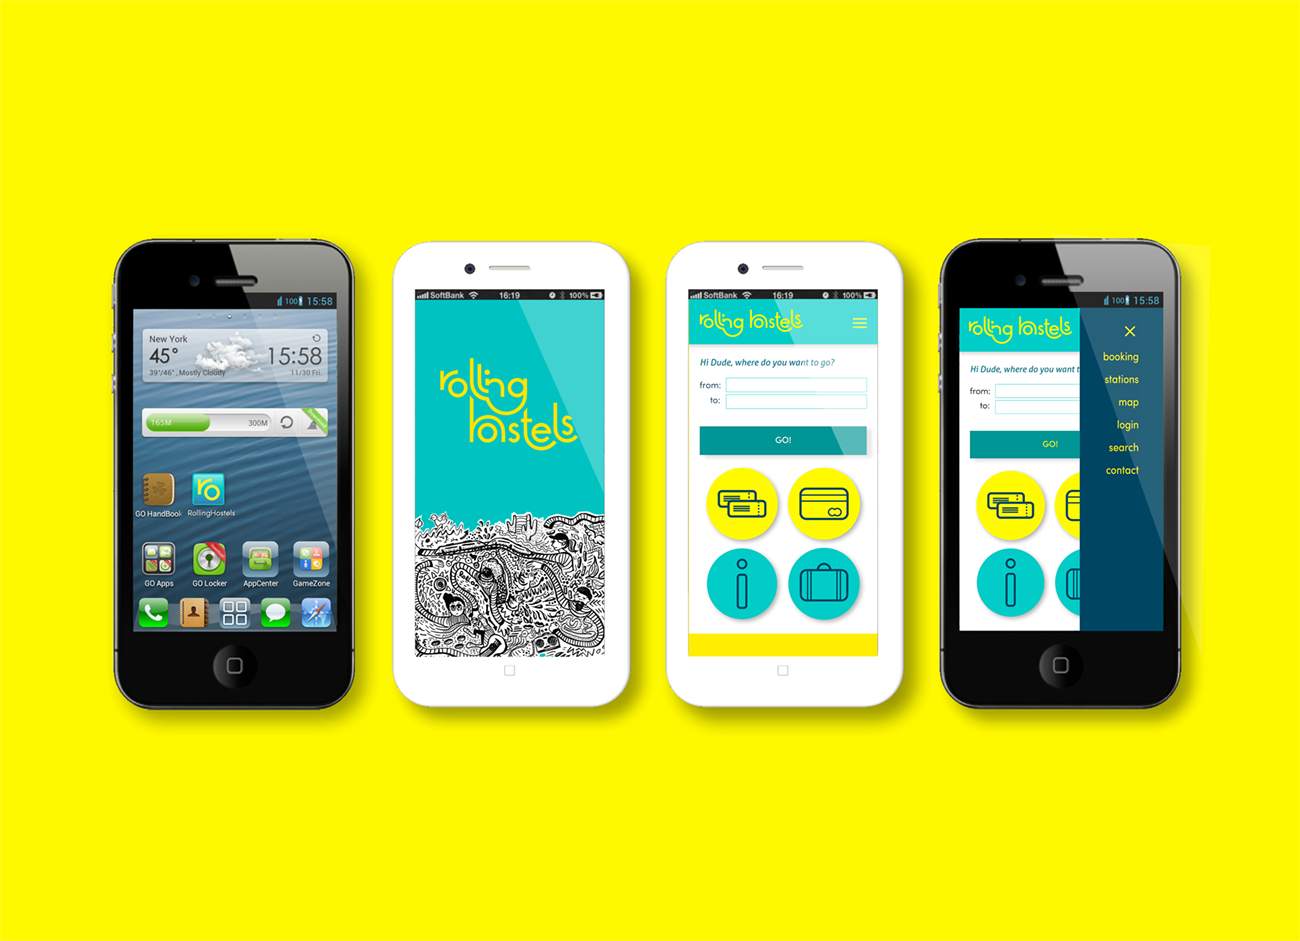 100 15:58
New York
45°
15:58
39°/46° , Mostly Cloudy
11/30 Fri.
165M
300M
GO HandBook
ro
RollingHostels
GO Apps
GO Locker
AppCenter
GameZone
SoftBank 16:19 100%
rolling
hostels
SoftBank 16:19 100%
rolling hostels
Hi Dude, where do you want to go?
from:
to:
GO!
100 15:58
rolling hostels
Hi Dude, where do you want t
from:
to:
GO!
booking
stations
map
login
search
contact